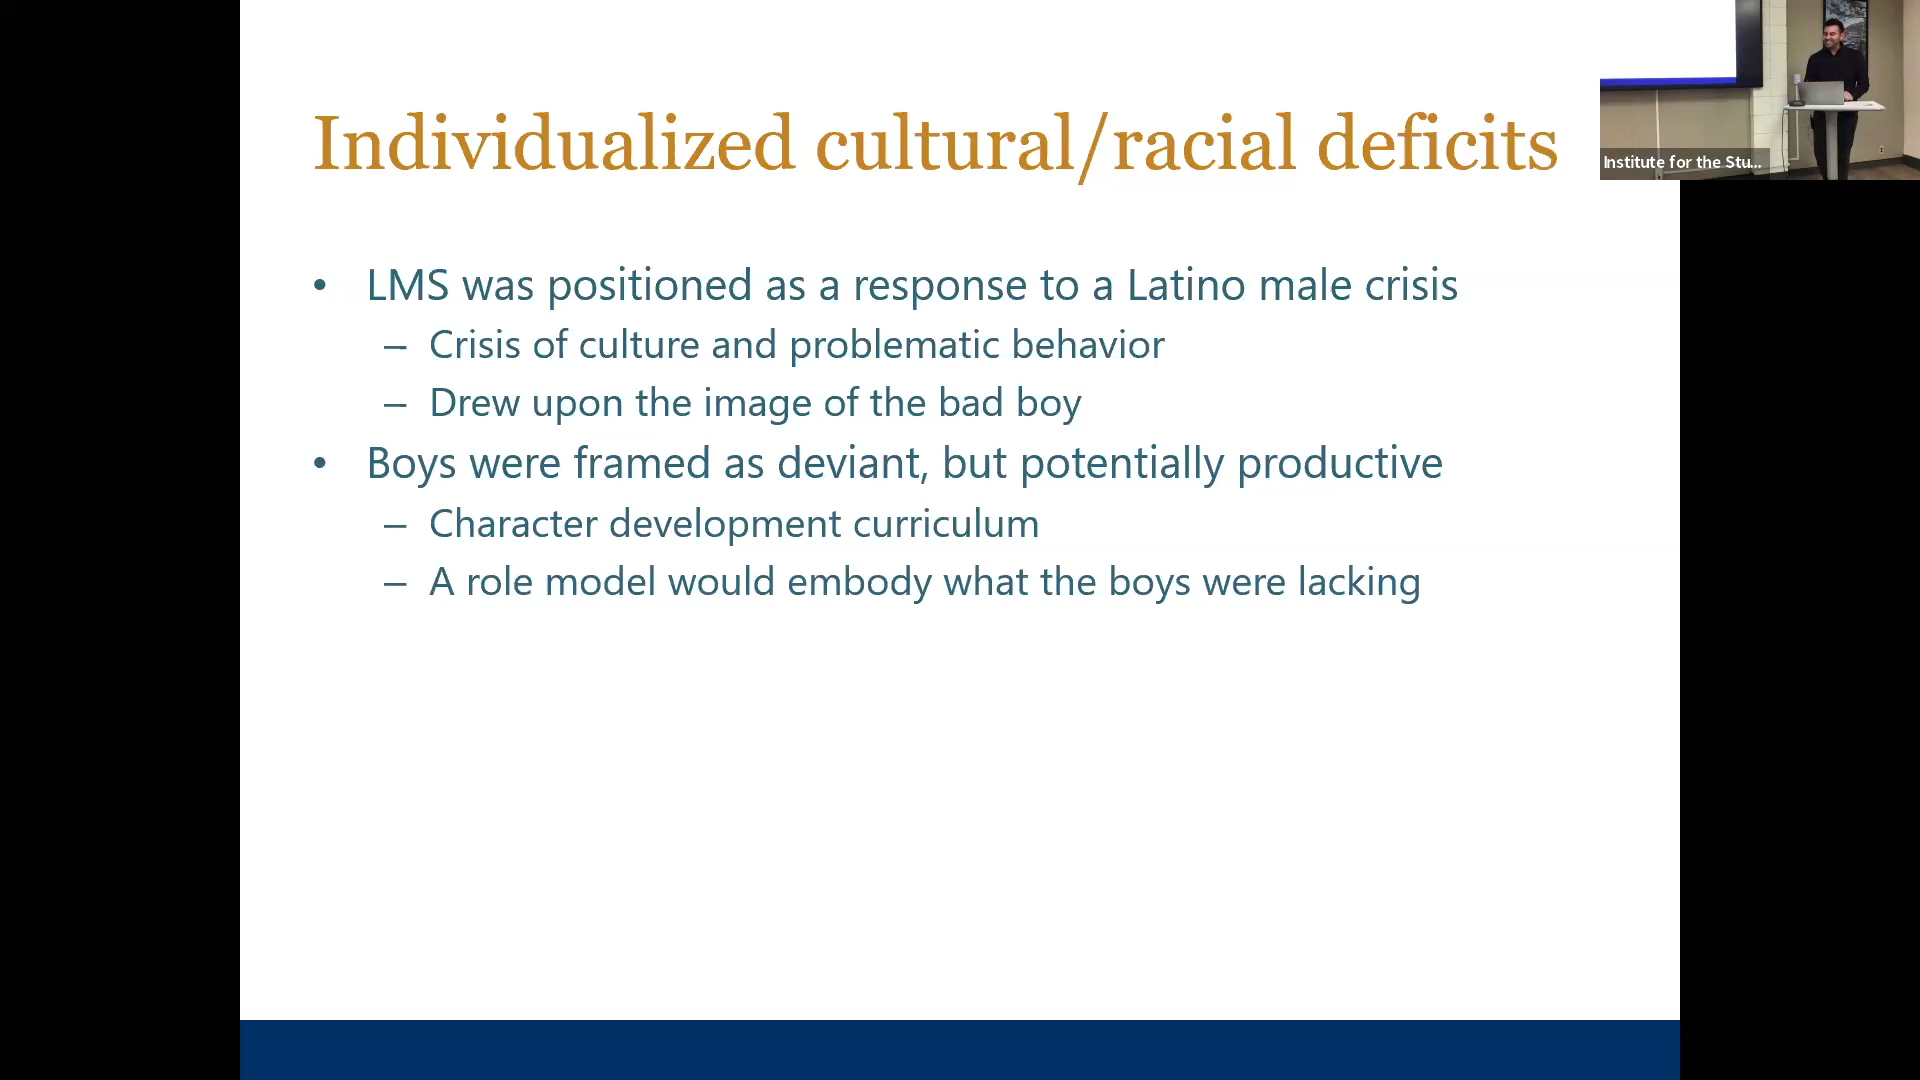 Individualized cultural/racial deficits
• LMS was positioned as a response to a Latino male crisis
– Crisis of culture and problematic behavior
– Drew upon the image of the bad boy
• Boys were framed as deviant, but potentially productive
– Character development curriculum
– A role model would embody what the boys were lacking
Institute for the Stu...